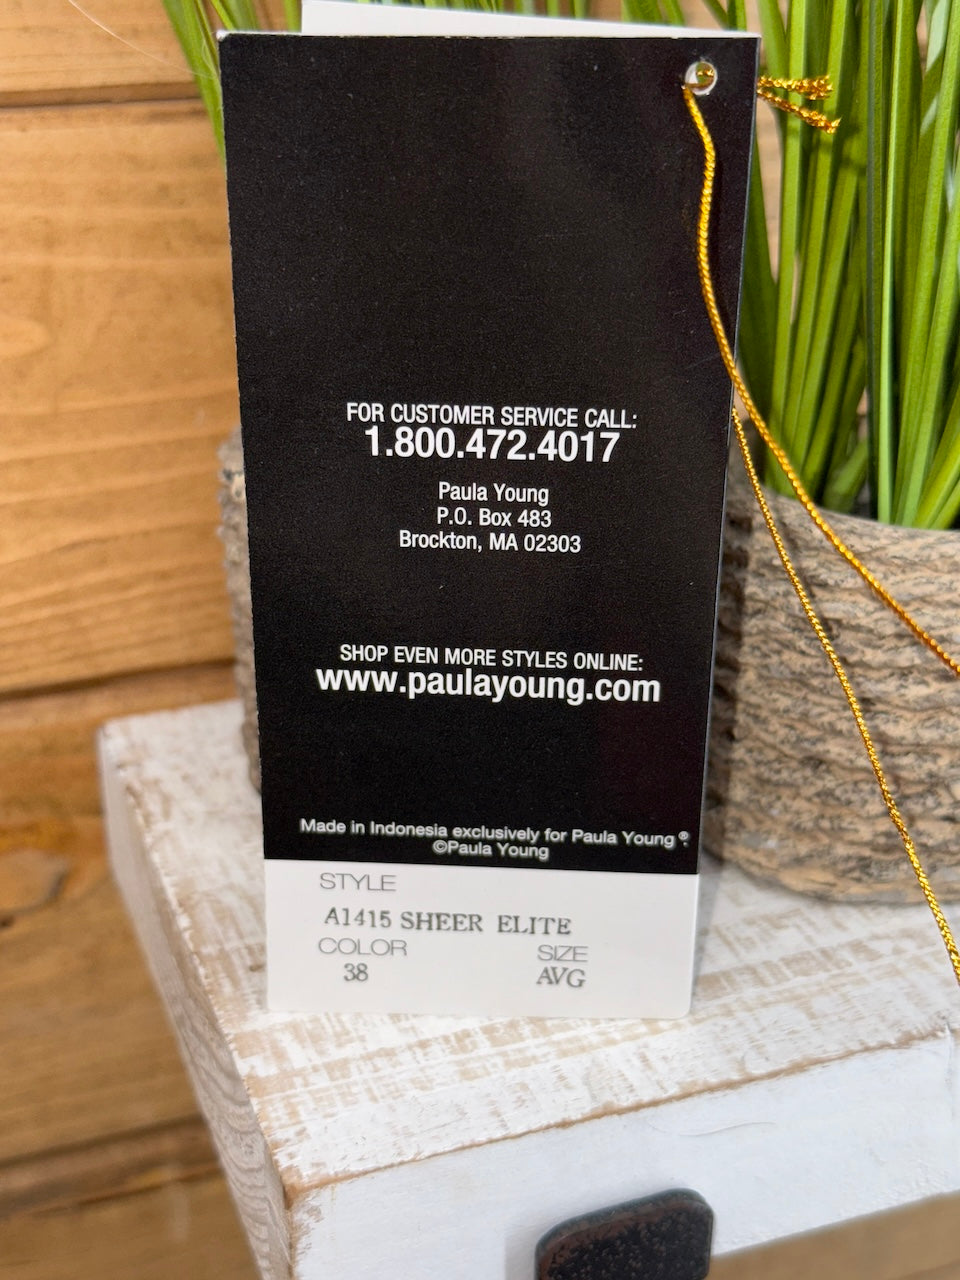 FOR CUSTOMER SERVICE CALL:
1.800.472.4017
Paula Young
P.O. Box 483
Brockton, MA 02303
SHOP EVEN MORE STYLES ONLINE:
www.paulayoung.com
Made in Indonesia exclusively for Paula Young®.
©Paula Young
STYLE
A1415 SHEER ELITE
COLOR SIZE
38 AVG